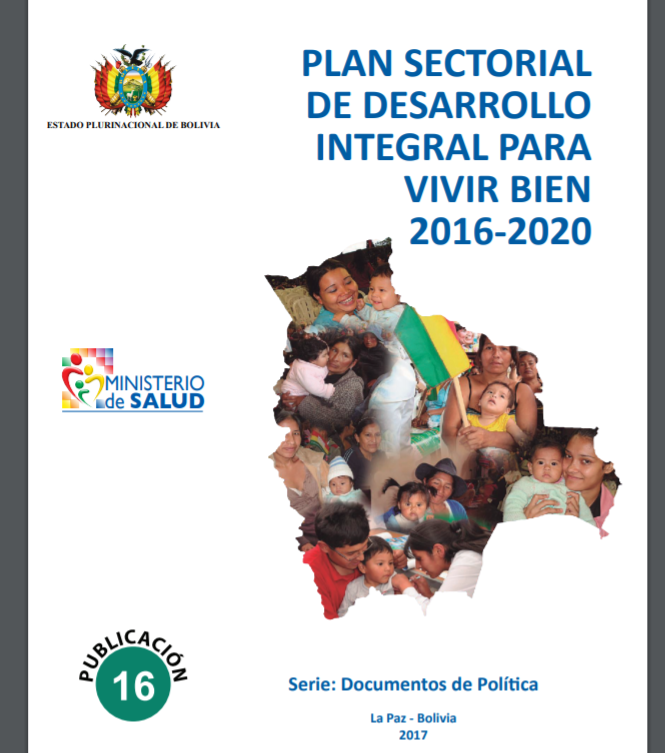 PLAN SECTORIAL
DE DESARROLLO
INTEGRAL PARA
VIVIR BIEN
2016-2020
ESTADO PLURINACIONAL DE BOLIVIA
MINISTERIO
de SALUD
PUBLICACIÓN
16
Serie: Documentos de Política
La Paz - Bolivia
2017